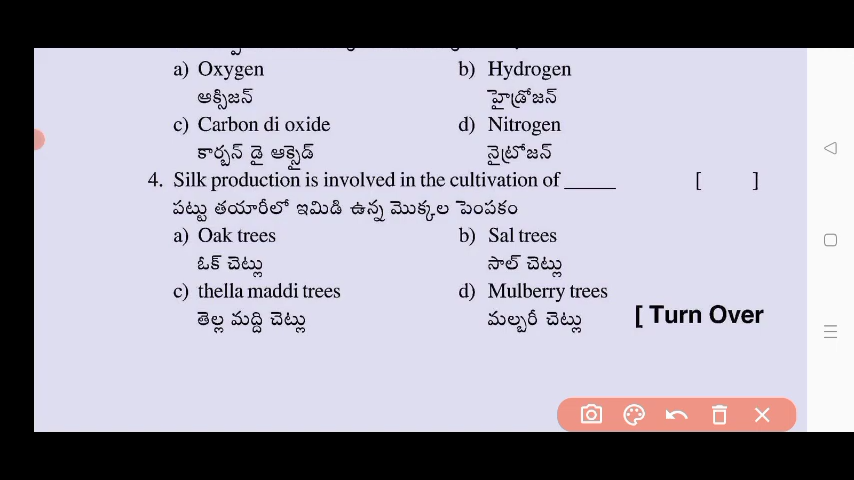 a) Oxygen b) Hydrogen
ఆక్సిజన్ హైడ్రోజన్
c) Carbon di oxide d) Nitrogen
కార్బన్ డై ఆక్సైడ్ నైట్రోజన్
4. Silk production is involved in the cultivation of _____ [ ]
పట్టు తయారీలో ఇమిడి ఉన్న మొక్కల పెంపకం
a) Oak trees b) Sal trees
ఓక్ చెట్లు సాల్ చెట్లు
c) thella maddi trees d) Mulberry trees
తెల్ల మద్ది చెట్లు మల్బరీ చెట్లు
[ Turn Over